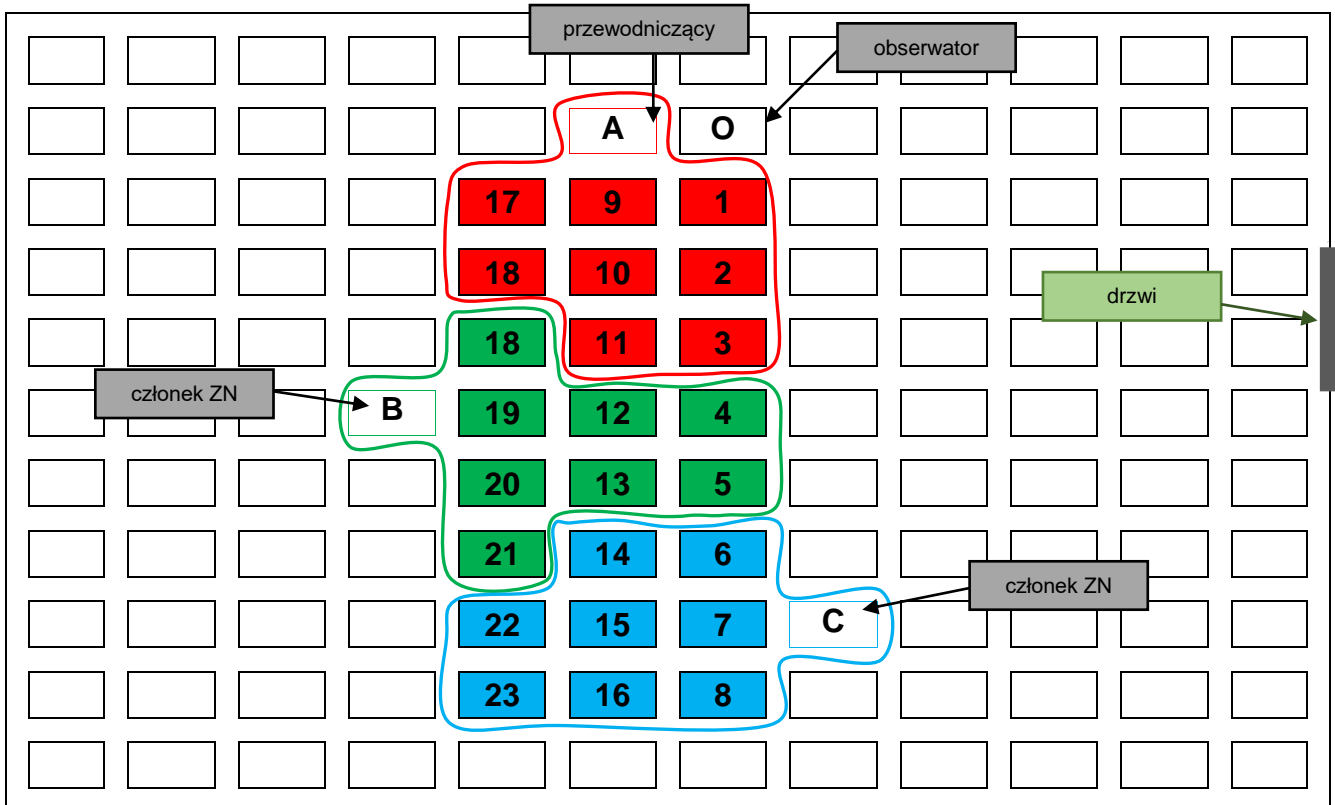 przewodniczący
obserwator
A O
17 9 1
18 10 2
drzwi
18 11 3
członek ZN
B 19 12 4
20 13 5
21 14 6
członek ZN
22 15 7 C
23 16 8